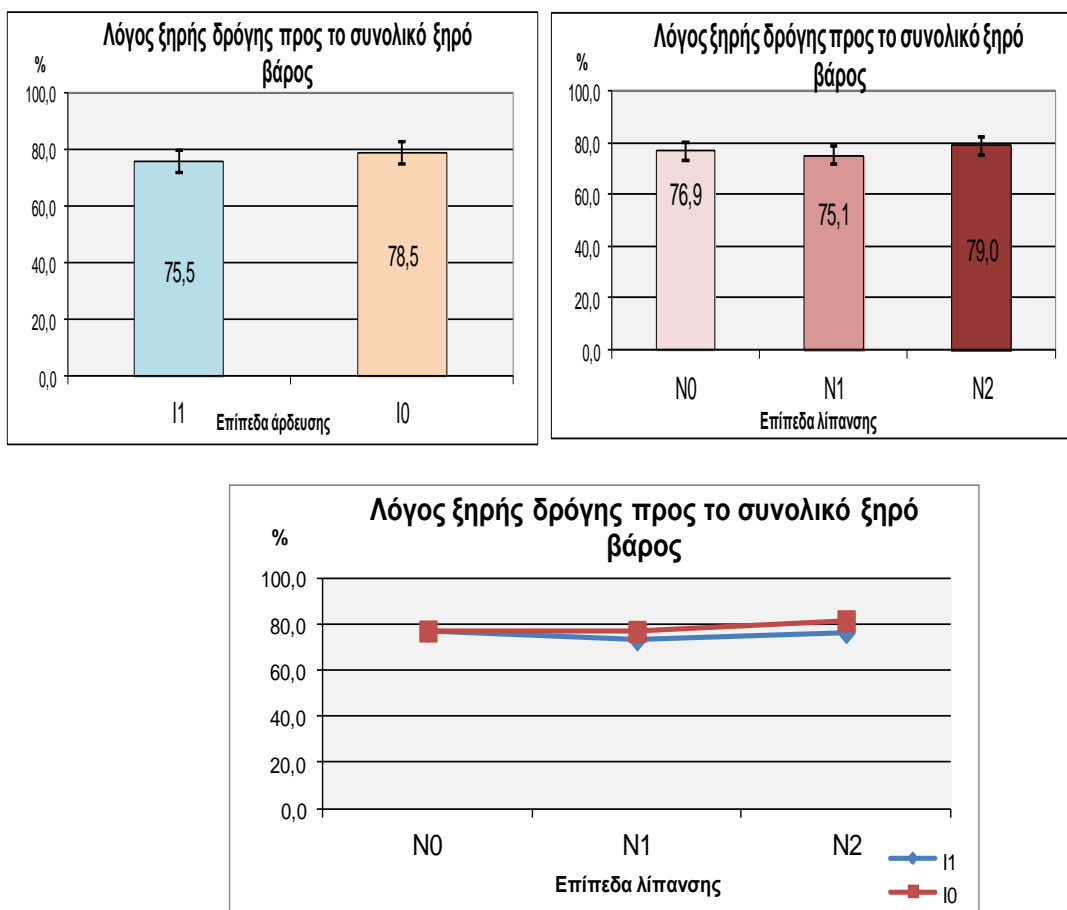 Λόγος ξηρής δρόγης προς το συνολικό ξηρό
βάρος
%
100,0
80,0
60,0
40,0
20,0
0,0
75,5
78,5
I1
I0
Επίπεδα άρδευσης
Λόγος ξηρής δρόγης προς το συνολικό ξηρό
βάρος
%
100,0
80,0
60,0
40,0
20,0
0,0
76,9
75,1
79,0
N0
N1
N2
Επίπεδα λίπανσης
Λόγος ξηρής δρόγης προς το συνολικό ξηρό
βάρος
%
100,0
80,0
60,0
40,0
20,0
0,0
N0
N1
N2
Επίπεδα λίπανσης
I1
I0